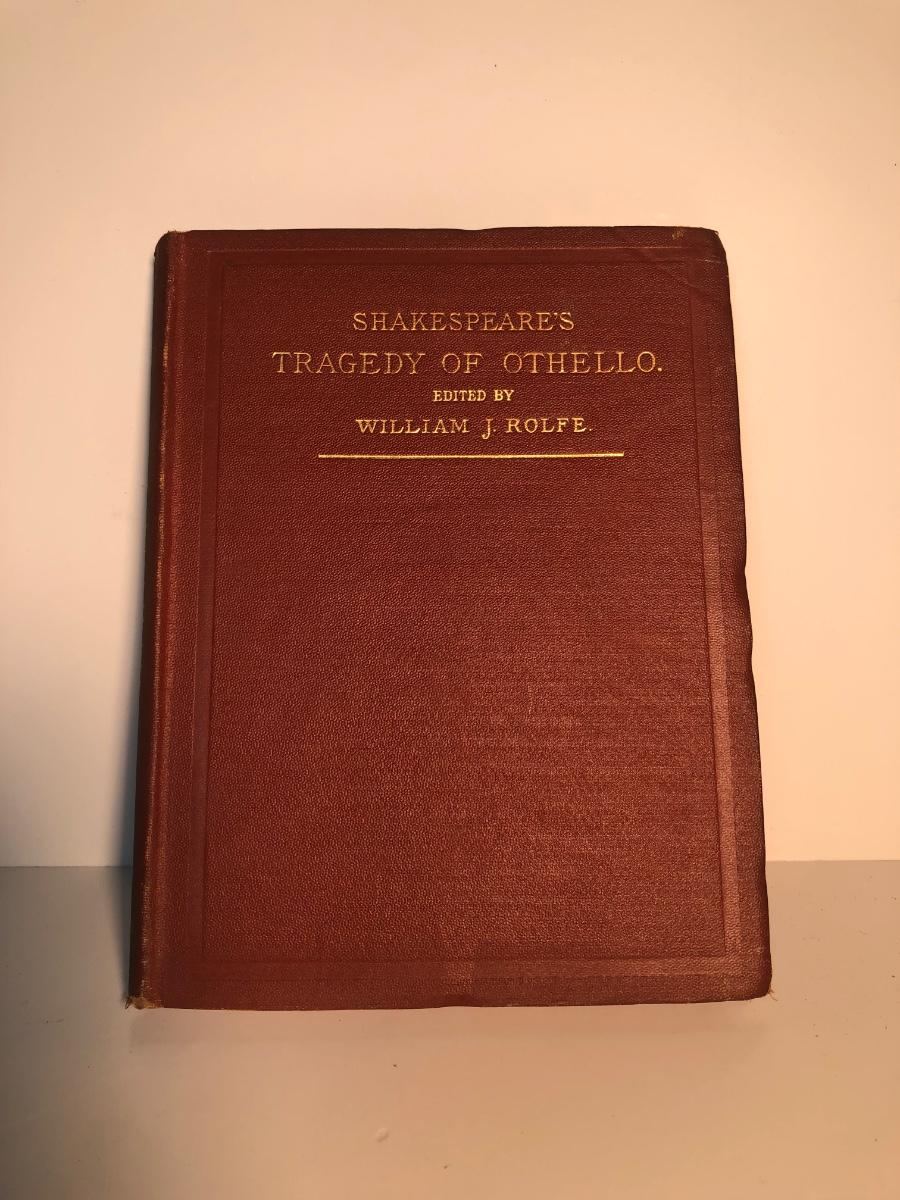 SHAKESPEARE'S
TRAGEDY OF OTHELLO.
EDITED BY
WILLIAM J. ROLFE.